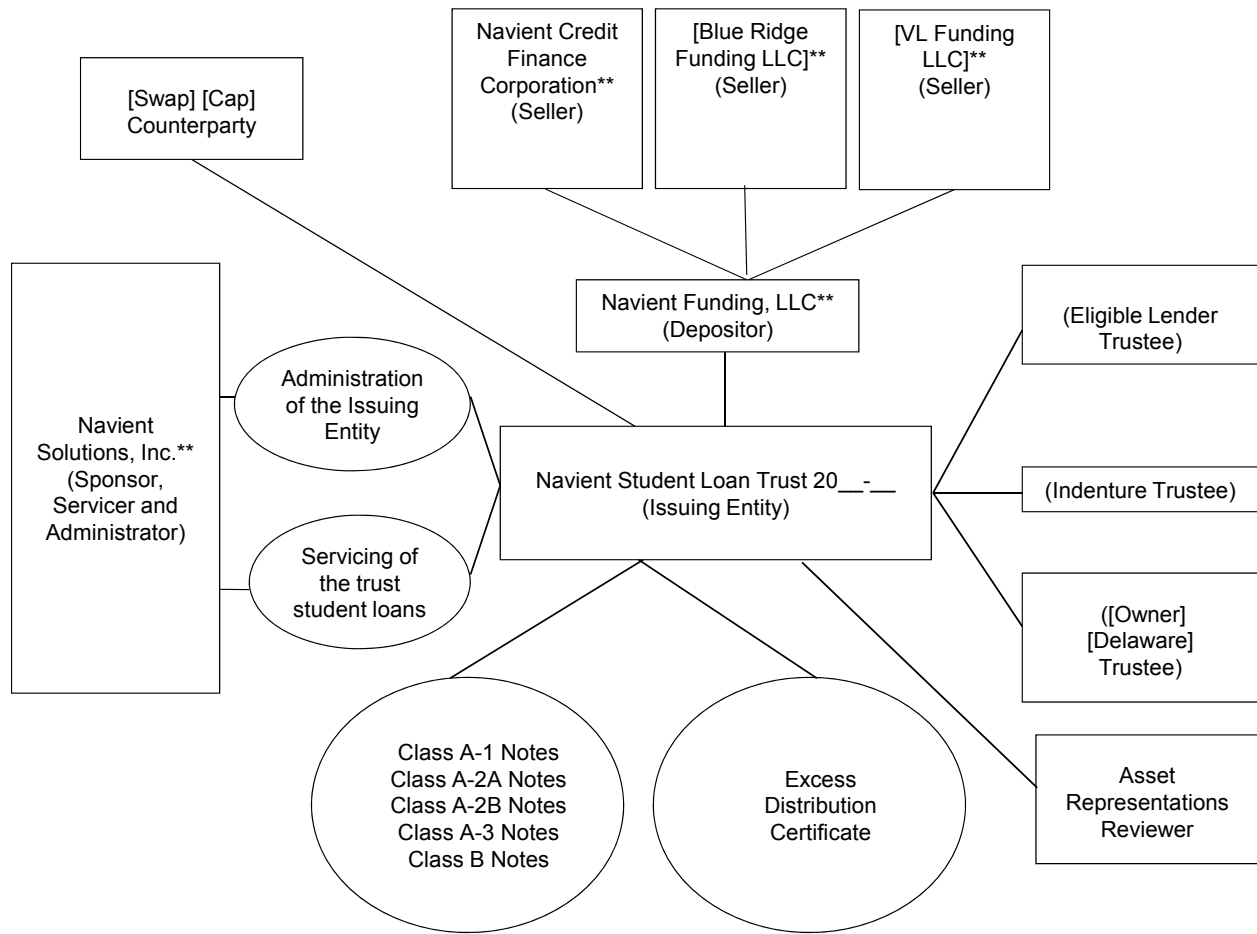 Navient Credit
Finance
Corporation**
(Seller)
[Blue Ridge
Funding LLC]**
(Seller)
[VL Funding
LLC]**
(Seller)
[Swap] [Cap]
Counterparty
Navient Funding, LLC**
(Depositor)
(Eligible Lender
Trustee)
Administration
of the Issuing
Entity
Navient
Solutions, Inc.**
(Sponsor,
Servicer and
Administrator)
Navient Student Loan Trust 20__-__
(Issuing Entity)
(Indenture Trustee)
Servicing of
the trust
student loans
([Owner]
[Delaware]
Trustee)
Class A-1 Notes
Class A-2A Notes
Class A-2B Notes
Class A-3 Notes
Class B Notes
Excess
Distribution
Certificate
Asset
Representations
Reviewer